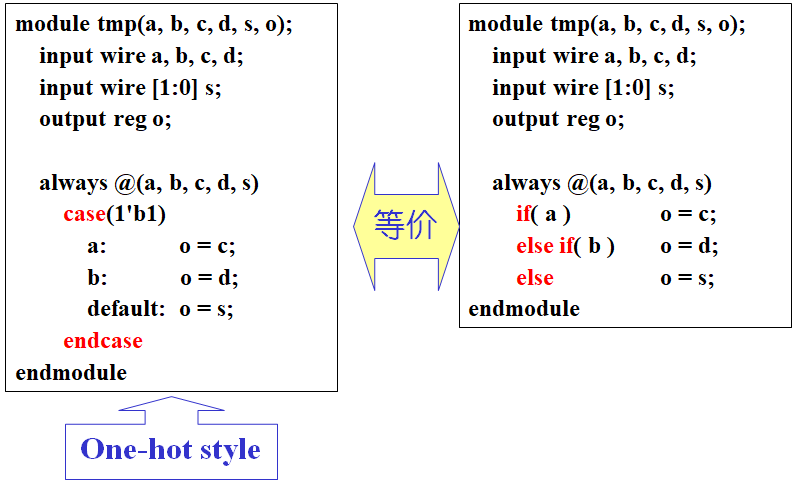 module tmp(a, b, c, d, s, o);
input wire a, b, c, d;
input wire [1:0] s;
output reg o;
always @(a, b, c, d, s)
case(1'b1)
a: o = c;
b: o = d;
default: o = s;
endcase
endmodule
One-hot style
等价
module tmp(a, b, c, d, s, o);
input wire a, b, c, d;
input wire [1:0] s;
output reg o;
always @(a, b, c, d, s)
if( a ) o = c;
else if( b ) o = d;
else o = s;
endmodule